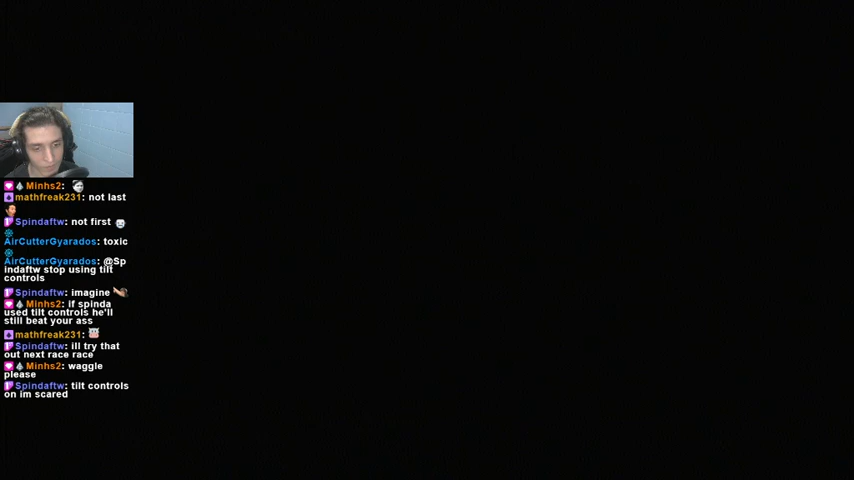 Minhs2:
mathfreak231: not last
Spindaftw: not first
AirCutterGyarados: toxic
AirCutterGyarados: @Sp
indaftw stop using tilt
controls
Spindaftw: imagine
Minhs2: if spinda
used tilt controls he'll
still beat your ass
mathfreak231:
Spindaftw: ill try that
out next race race
Minhs2: waggle
please
Spindaftw: tilt controls
on im scared